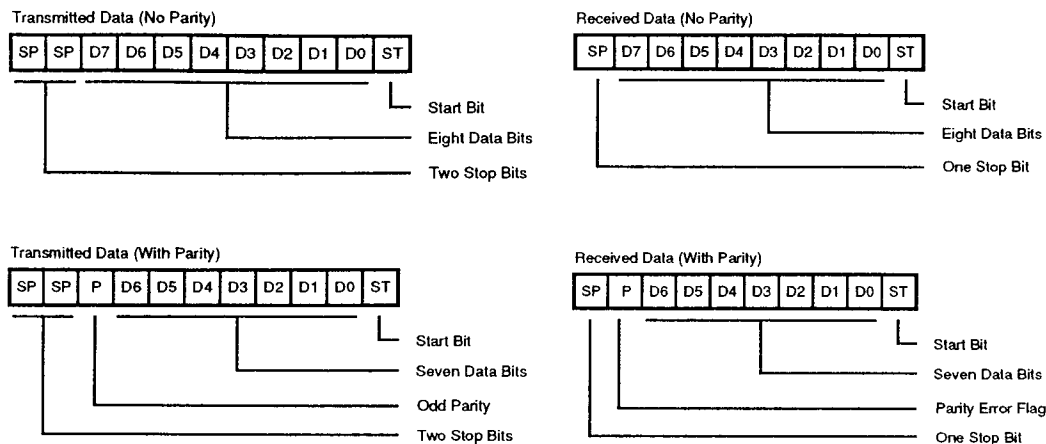 Transmitted Data (No Parity)
SP SP D7 D6 D5 D4 D3 D2 D1 D0 ST
Start Bit
Eight Data Bits
Two Stop Bits
Received Data (No Parity)
SP D7 D6 D5 D4 D3 D2 D1 D0 ST
Start Bit
Eight Data Bits
One Stop Bit
Transmitted Data (With Parity)
SP SP P D6 D5 D4 D3 D2 D1 D0 ST
Start Bit
Seven Data Bits
Odd Parity
Two Stop Bits
Received Data (With Parity)
SP P D6 D5 D4 D3 D2 D1 D0 ST
Start Bit
Seven Data Bits
Parity Error Flag
One Stop Bit